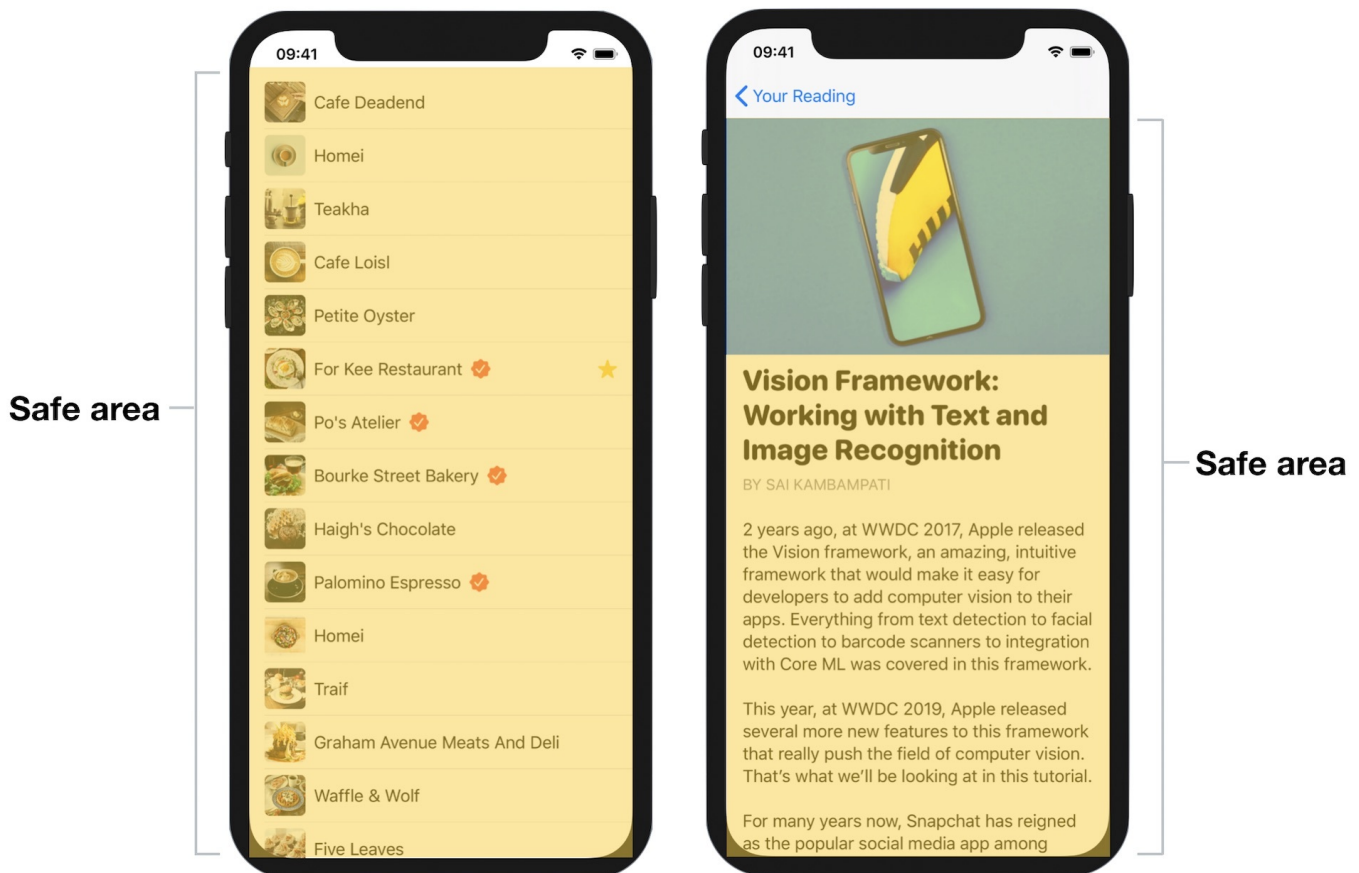 Safe area
09:41
Cafe Deadend
Homei
Teakha
Cafe Loisl
Petite Oyster
For Kee Restaurant
Po's Atelier
Bourke Street Bakery
Haigh's Chocolate
Palomino Espresso
Homei
Traif
Graham Avenue Meats And Deli
Waffle & Wolf
Five Leaves
09:41
Your Reading
Vision Framework:
Working with Text and
Image Recognition
BY SAI KAMBAMPATI
2 years ago, at WWDC 2017, Apple released
the Vision framework, an amazing, intuitive
framework that would make it easy for
developers to add computer vision to their
apps. Everything from text detection to facial
detection to barcode scanners to integration
with Core ML was covered in this framework.
This year, at WWDC 2019, Apple released
several more new features to this framework
that really push the field of computer vision.
That’s what we’ll be looking at in this tutorial.
For many years now, Snapchat has reigned
as the popular social media app among
Safe area